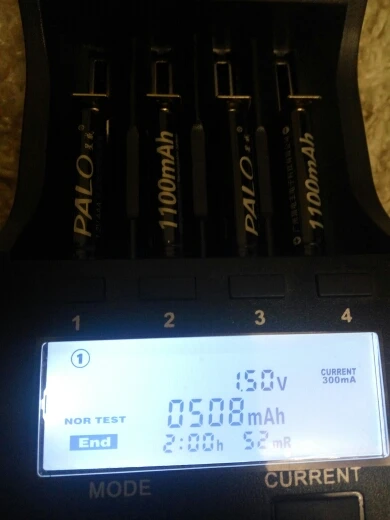 PALO
1100mAh
PALO
1100mAh
1 2 3 4
1
1.50v
CURRENT
300mA
NOR TEST
0508mAh
End
2:00h 52mR
MODE
CURRENT